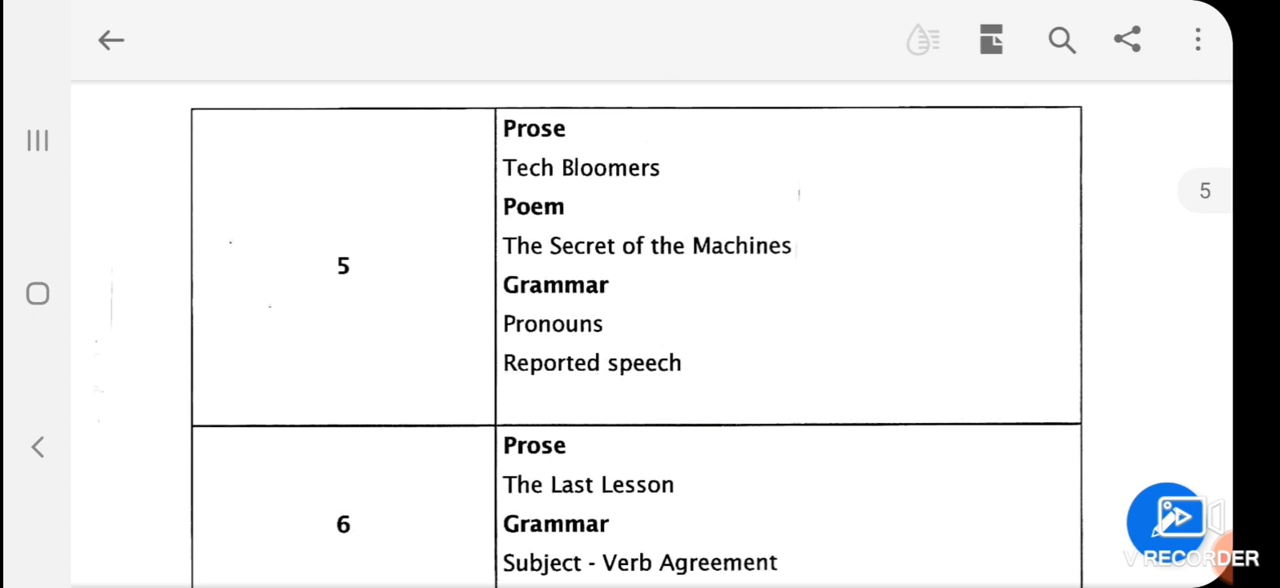 5
Prose
Tech Bloomers
Poem
The Secret of the Machines
5
Grammar
Pronouns
Reported speech
Prose
The Last Lesson
6
Grammar
Subject - Verb Agreement
V RECORDER